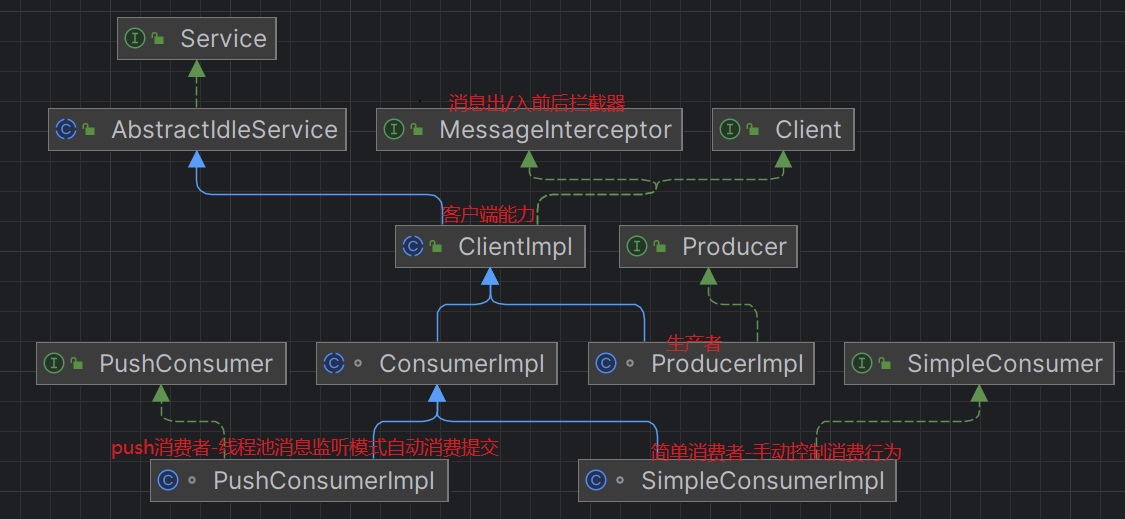 Service
消息出/入前后拦截器
AbstractIdleService
MessageInterceptor
Client
客户端能力
ClientImpl
Producer
生产者
PushConsumer
ConsumerImpl
ProducerImpl
SimpleConsumer
push消费者-线程池消息监听模式自动消费提交
简单消费者-手动控制消费行为
PushConsumerImpl
SimpleConsumerImpl